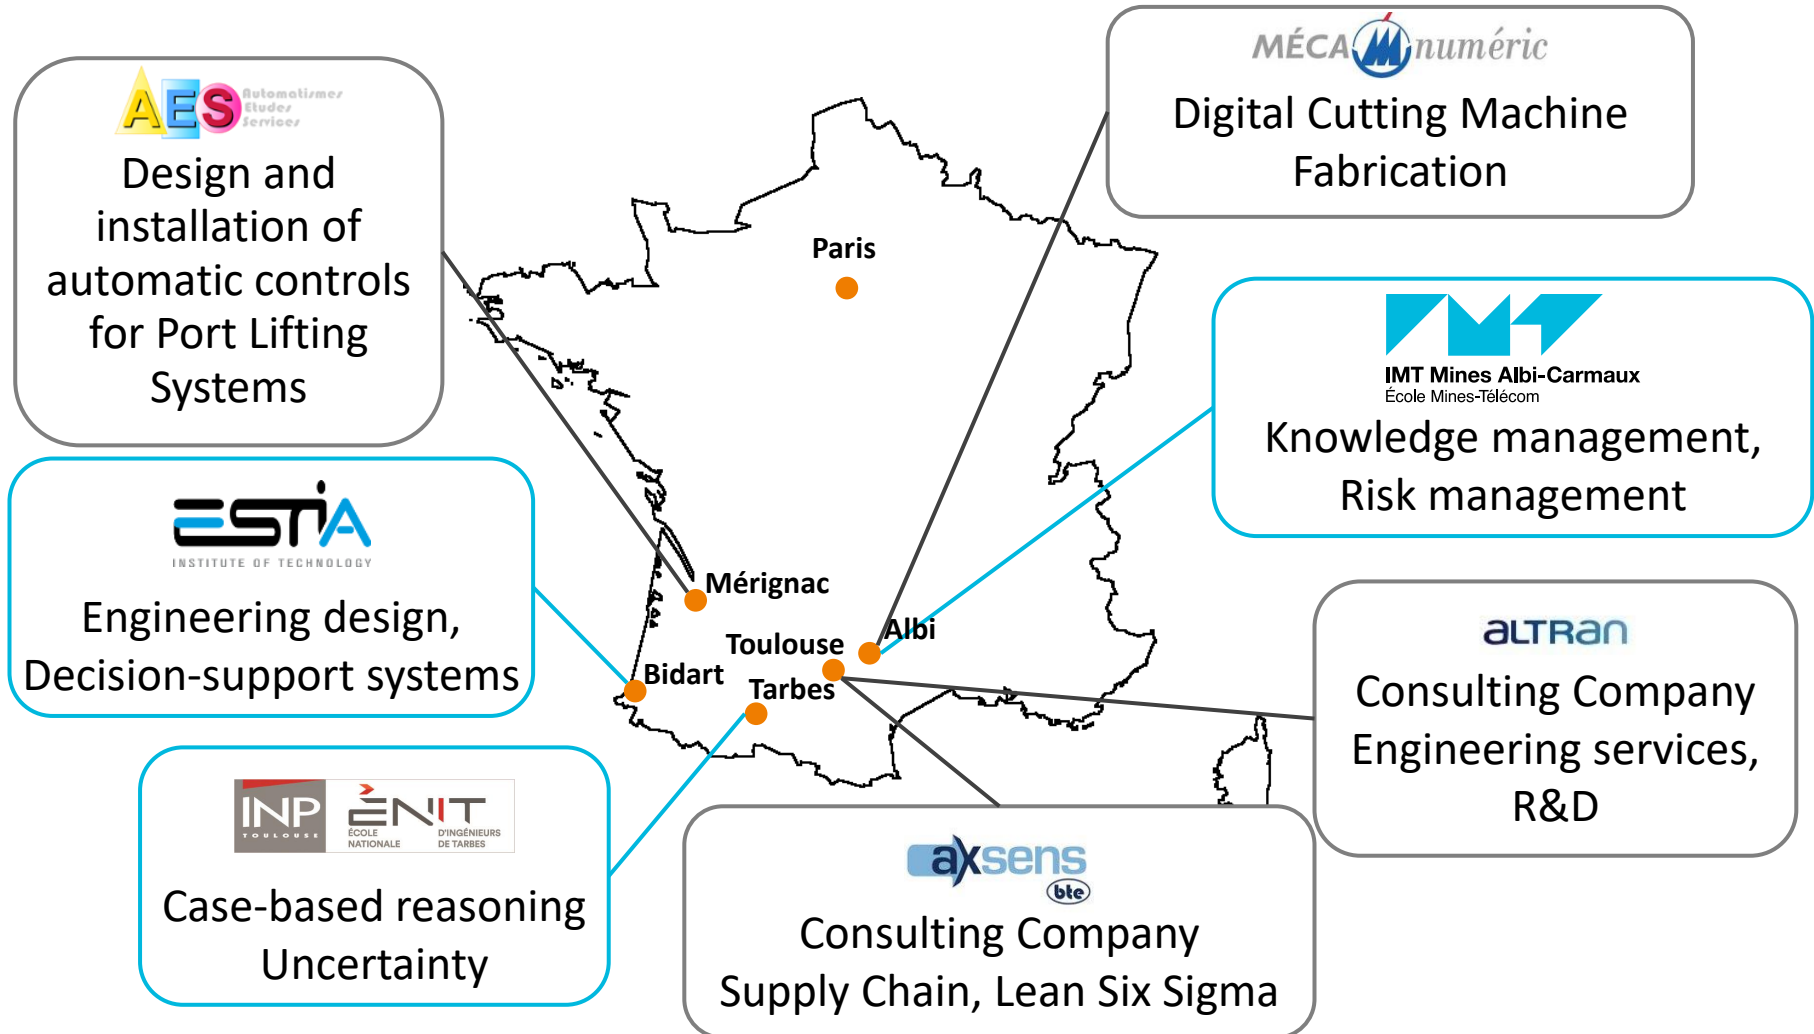 AES Automatismes
Etudes
Services
Design and
installation of
automatic controls
for Port Lifting
Systems
MÉCA numéric
Digital Cutting Machine
Fabrication
Paris
IMT Mines Albi-Carmaux
École Mines-Télécom
Knowledge management,
Risk management
ESTIA
INSTITUTE OF TECHNOLOGY
Engineering design,
Decision-support systems
Mérignac
Albi
Toulouse
Bidart
Tarbes
ALTRAN
Consulting Company
Engineering services,
R&D
INP
TOULOUSE
ÈNIT
ÉCOLE
NATIONALE
D'INGÉNIEURS
DE TARBES
Case-based reasoning
Uncertainty
axsens
bte
Consulting Company
Supply Chain, Lean Six Sigma